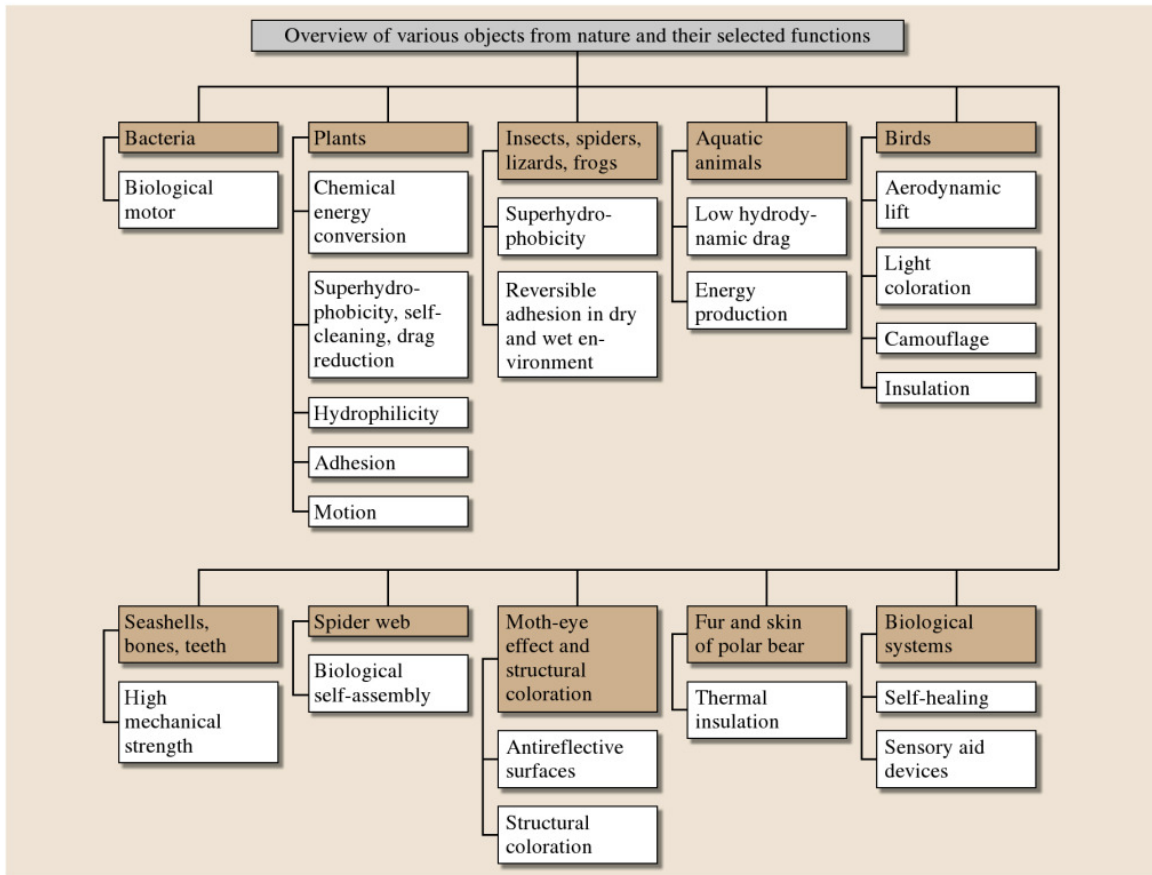 Overview of various objects from nature and their selected functions
Bacteria
Biological
motor
Plants
Chemical
energy
conversion
Superhydro-
phobicity, self-
cleaning, drag
reduction
Hydrophilicity
Adhesion
Motion
Insects, spiders,
lizards, frogs
Superhydro-
phobicity
Reversible
adhesion in dry
and wet en-
vironment
Aquatic
animals
Low hydrody-
namic drag
Energy
production
Birds
Aerodynamic
lift
Light
coloration
Camouflage
Insulation
Seashells,
bones, teeth
High
mechanical
strength
Spider web
Biological
self-assembly
Moth-eye
effect and
structural
coloration
Antireflective
surfaces
Structural
coloration
Fur and skin
of polar bear
Thermal
insulation
Biological
systems
Self-healing
Sensory aid
devices